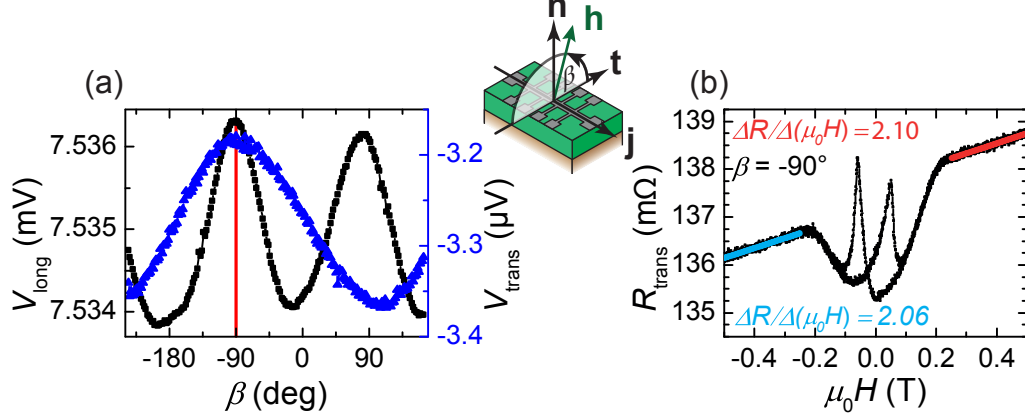 (a)
7.536
7.535
7.534
V_long (mV)
-180 -90 0 90
β (deg)
-3.2
-3.3
-3.4
V_trans (µV)
n
h
t
β
j
(b)
139
138
137
136
135
R_trans (mΩ)
ΔR/Δ(μ₀H) = 2.10
β = -90°
ΔR/Δ(μ₀H) = 2.06
-0.4 -0.2 0.0 0.2 0.4
μ₀H (T)